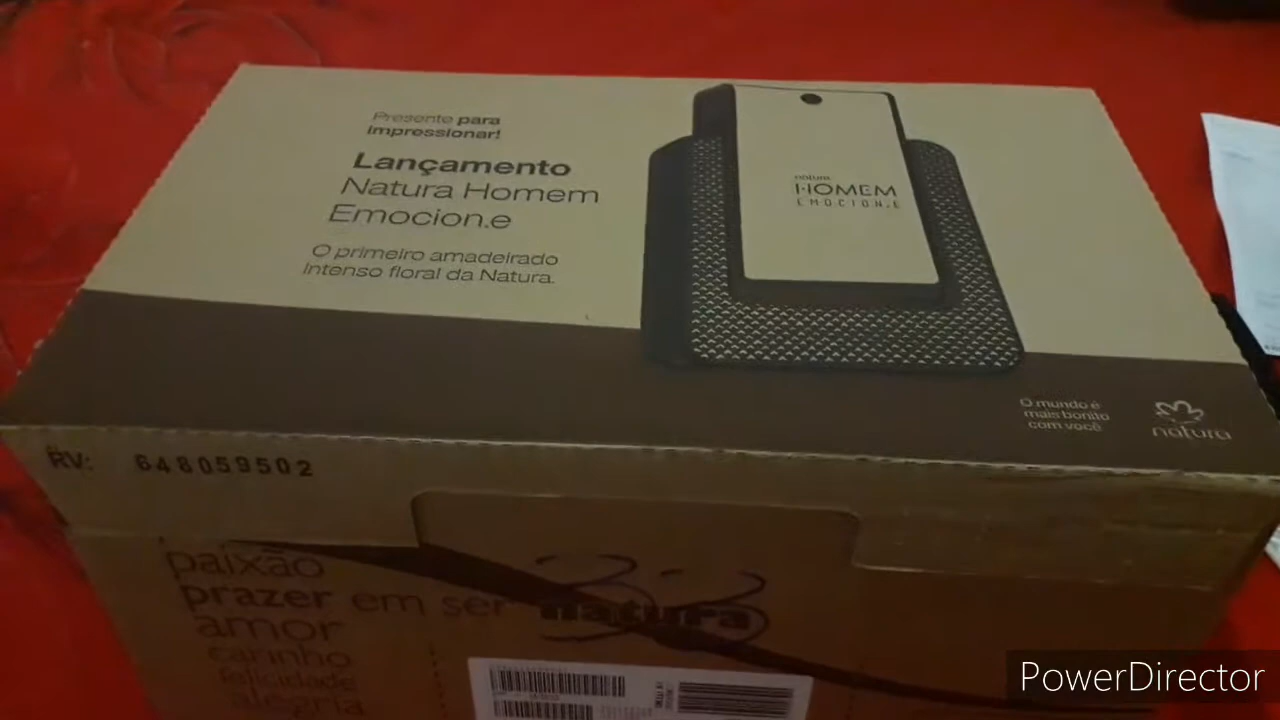 Presente para
impressionar!
Lançamento
Natura Homem
Emocion.e
O primeiro amadeirado
intenso floral da Natura.
natura
HOMEM
EMOCION.E
O mundo é
mais bonito
com você
natura
RV: 648059502
paixão
prazer em ser
amor
carinho
felicidade
alegria
natura
PowerDirector